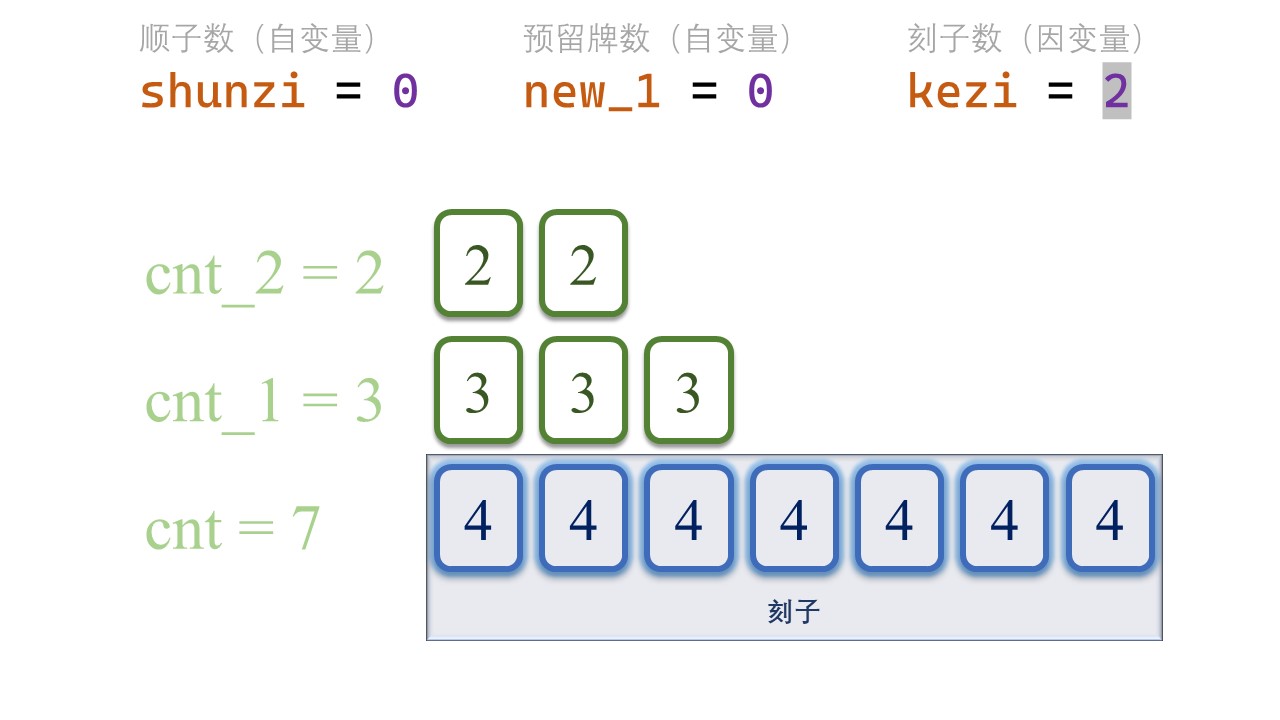 顺子数（自变量） 预留牌数（自变量） 刻子数（因变量）
shunzi = 0 new_1 = 0 kezi = 2
cnt_2 = 2 2 2
cnt_1 = 3 3 3 3
cnt = 7 4 4 4 4 4 4 4
刻子